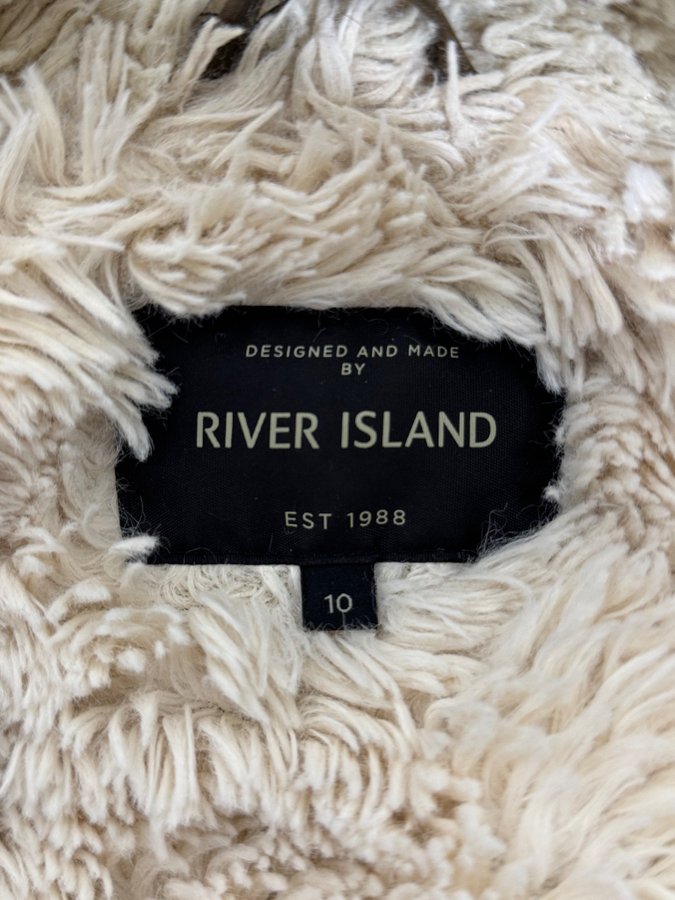 DESIGNED AND MADE
BY
RIVER ISLAND
EST 1988
10